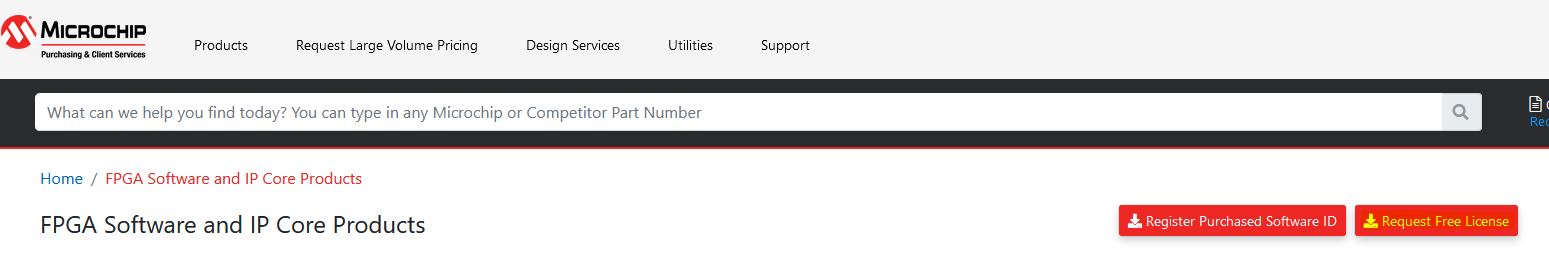 MICROCHIP
Purchasing & Client Services
Products
Request Large Volume Pricing
Design Services
Utilities
Support
What can we help you find today? You can type in any Microchip or Competitor Part Number
Home / FPGA Software and IP Core Products
FPGA Software and IP Core Products
Register Purchased Software ID
Request Free License